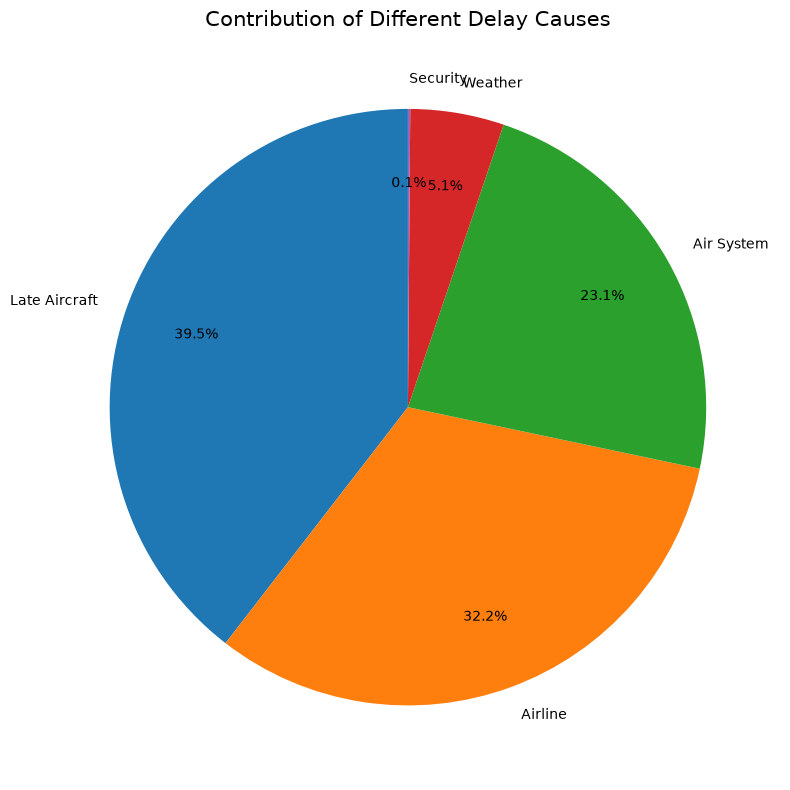 Contribution of Different Delay Causes
Security
Weather
0.1%
5.1%
Air System
23.1%
Late Aircraft
39.5%
32.2%
Airline